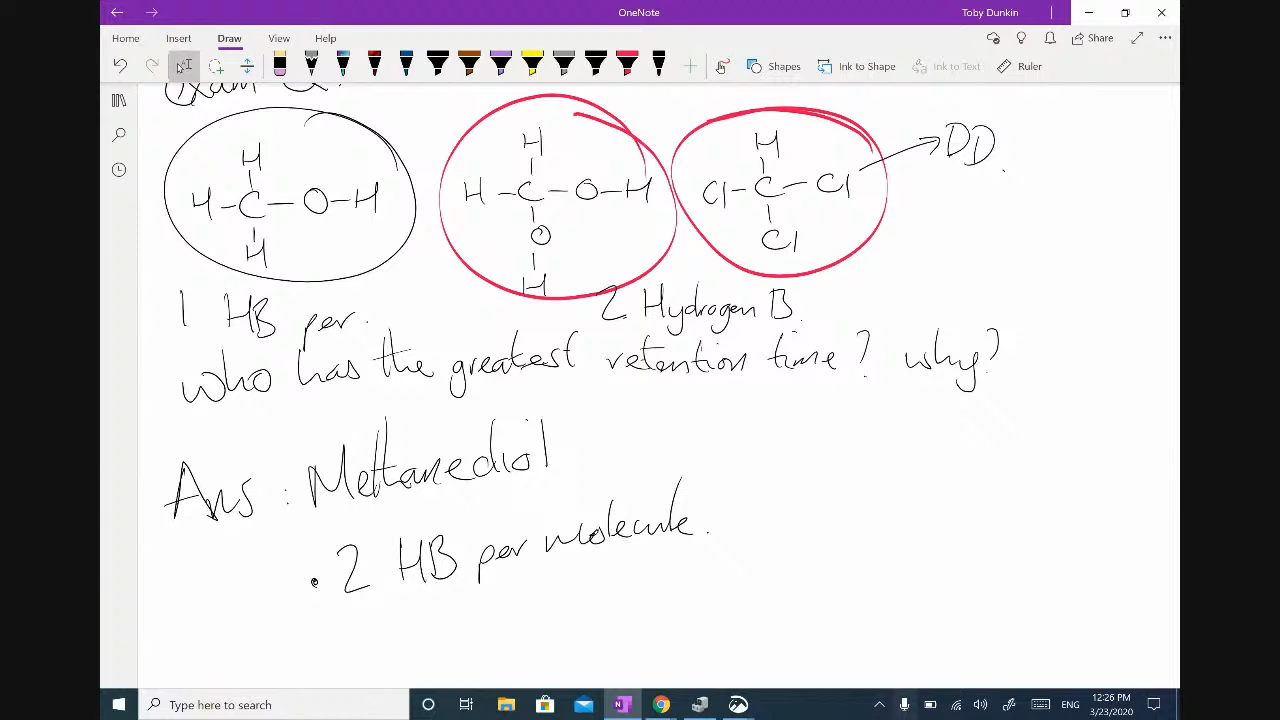 OneNote
Toby Dunkin
Home Insert Draw View Help
Share
Shapes Ink to Shape Ink to Text Ruler
Exam Q:
H H H
H-C-O-H H-C-O-H Cl-C-Cl → DD.
H O Cl
H
1 HB per. 2 Hydrogen B.
who has the greatest retention time? why?
Ans: Methanediol
• 2 HB per molecule.
Type here to search
ENG
12:26 PM
3/23/2020